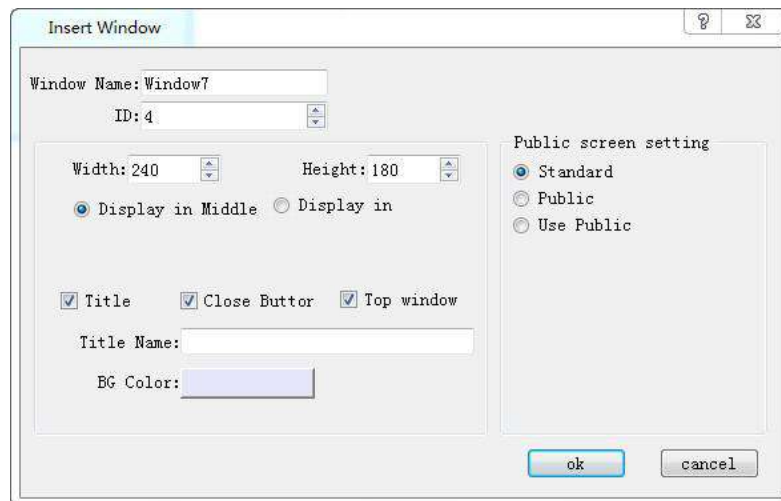 Insert Window
Window Name: Window7
ID: 4
Width: 240 Height: 180
Display in Middle Display in
Title Close Buttor Top window
Title Name:
BG Color:
Public screen setting
Standard
Public
Use Public
ok cancel